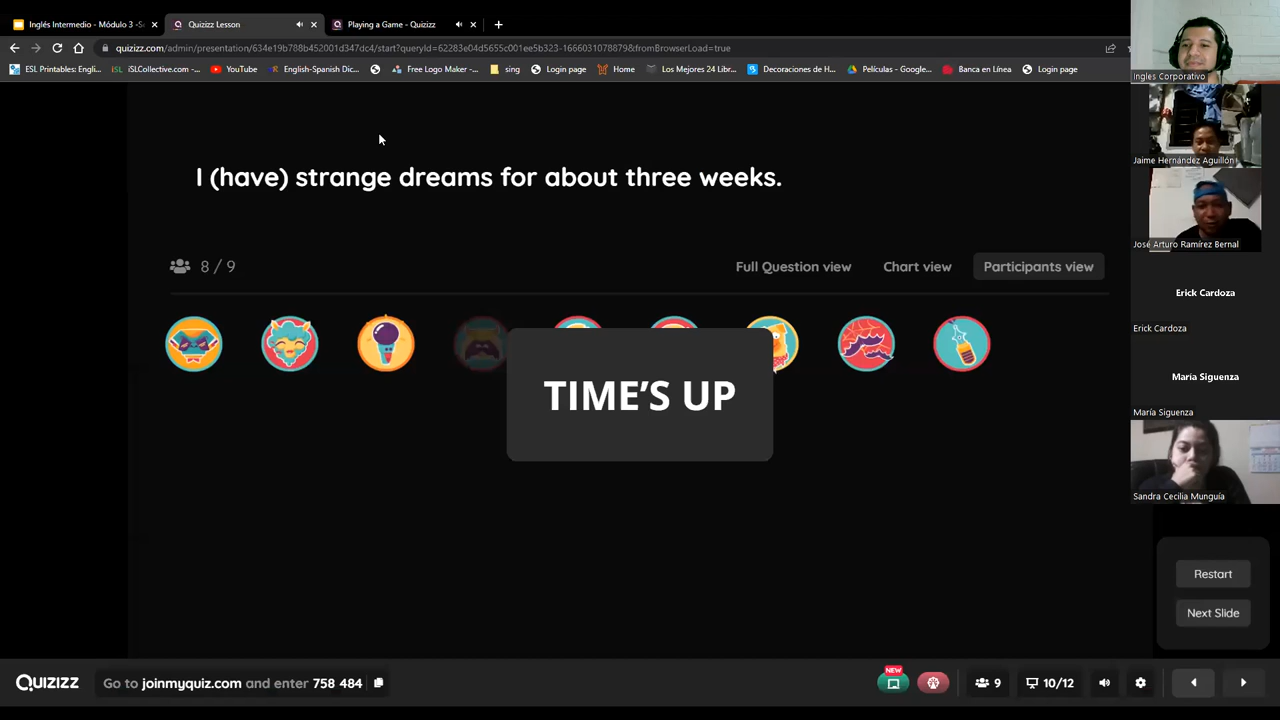 Inglés Intermedio - Módulo 3 -S
Quizizz Lesson
Playing a Game - Quizizz
quizizz.com/admin/presentation/634e19b788b452001d347dc4/start?queryId=62283e04d5655c001ee5b323-1666031078879&fromBrowserLoad=true
ESL Printables: Engli...
iSLCollective.com -...
YouTube
English-Spanish Dic...
Free Logo Maker -...
sing
Login page
Home
Los Mejores 24 Libr...
Decoraciones de H...
Películas - Google...
Banca en Línea
Login page
Ingles Corporativo
Jaime Hernández Aguillón
José Arturo Ramírez Bernal
Erick Cardoza
Erick Cardoza
María Siguenza
María Siguenza
Sandra Cecilia Munguía
I (have) strange dreams for about three weeks.
8 / 9
Full Question view
Chart view
Participants view
TIME'S UP
Restart
Next Slide
Quizizz
Go to joinmyquiz.com and enter 758 484
NEW
9
10/12